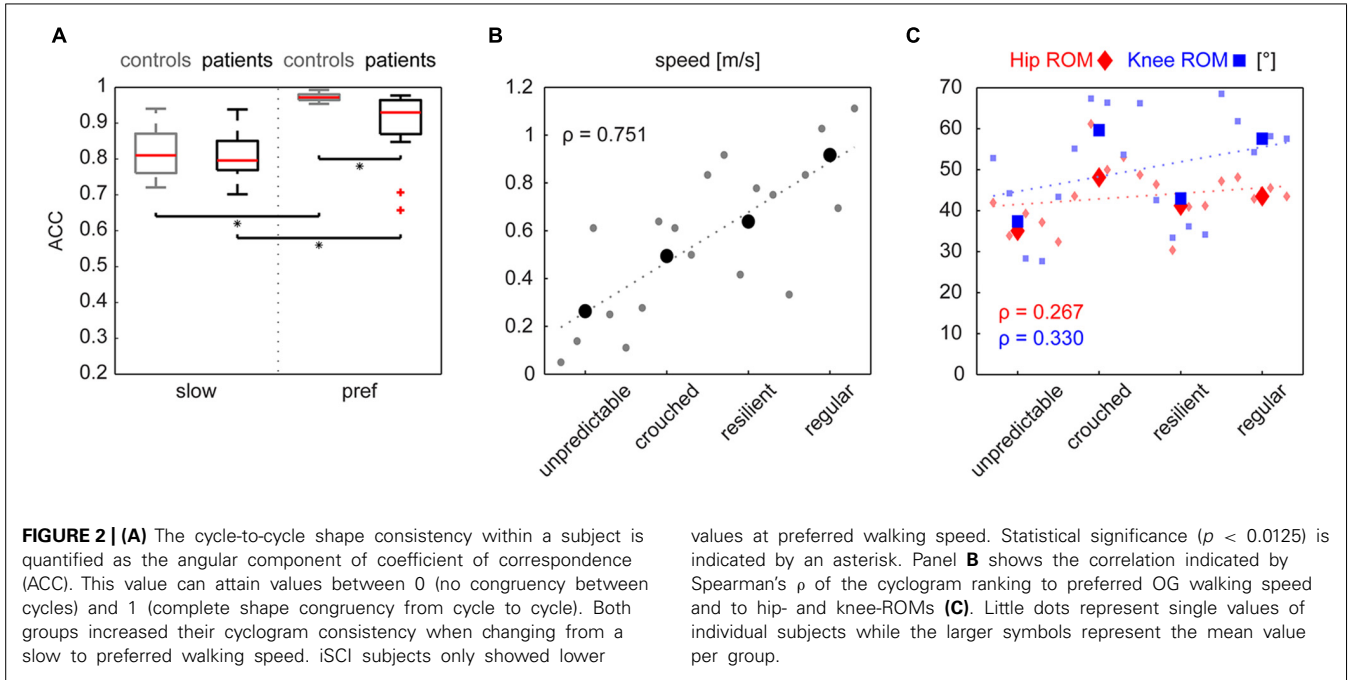 A
controls patients controls patients
1
0.9
0.8
0.7
0.6
0.5
0.4
0.3
0.2
ACC
*
*
*
slow pref
B
speed [m/s]
ρ = 0.751
1.2
1
0.8
0.6
0.4
0.2
0
unpredictable
crouched
resilient
regular
C
Hip ROM Knee ROM [°]
70
60
50
40
30
20
10
0
ρ = 0.267
ρ = 0.330
unpredictable
crouched
resilient
regular
FIGURE 2 | (A) The cycle-to-cycle shape consistency within a subject is
quantified as the angular component of coefficient of correspondence
(ACC). This value can attain values between 0 (no congruency between
cycles) and 1 (complete shape congruency from cycle to cycle). Both
groups increased their cyclogram consistency when changing from a
slow to preferred walking speed. iSCI subjects only showed lower
values at preferred walking speed. Statistical significance (p < 0.0125) is
indicated by an asterisk. Panel B shows the correlation indicated by
Spearman's ρ of the cyclogram ranking to preferred OG walking speed
and to hip- and knee-ROMs (C). Little dots represent single values of
individual subjects while the larger symbols represent the mean value
per group.